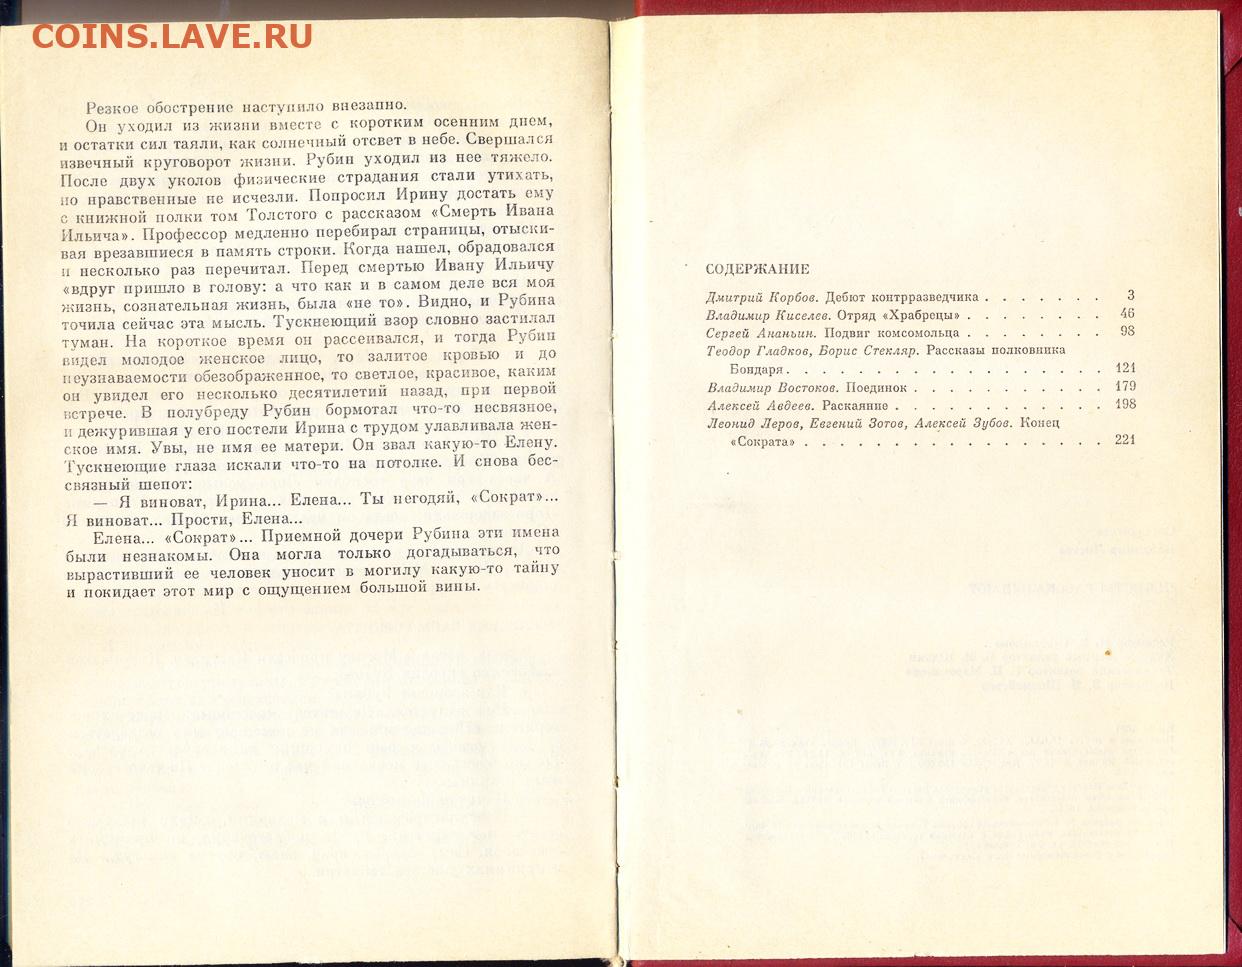 COINS.LAVE.RU
Резкое обострение наступило внезапно.
Он уходил из жизни вместе с коротким осенним днем,
и остатки сил таяли, как солнечный отсвет в небе. Свершался
извечный круговорот жизни. Рубин уходил из нее тяжело.
После двух уколов физические страдания стали утихать,
но нравственные не исчезли. Попросил Ирину достать ему
с книжной полки том Толстого с рассказом «Смерть Ивана
Ильича». Профессор медленно перебирал страницы, отыски-
вая врезавшиеся в память строки. Когда нашел, обрадовался
и несколько раз перечитал. Перед смертью Ивану Ильичу
«вдруг пришло в голову: а что как и в самом деле вся моя
жизнь, сознательная жизнь, была «не то». Видно, и Рубина
точила сейчас эта мысль. Тускнеющий взор словно застилал
туман. На короткое время он рассеивался, и тогда Рубин
видел молодое женское лицо, то залитое кровью и до
неузнаваемости обезображенное, то светлое, красивое, каким
он увидел его несколько десятилетий назад, при первой
встрече. В полубреду Рубин бормотал что-то несвязное,
и дежурившая у его постели Ирина с трудом улавливала жен-
ское имя. Увы, не имя ее матери. Он звал какую-то Елену.
Тускнеющие глаза искали что-то на потолке. И снова бес-
связный шепот:
— Я виноват, Ирина... Елена... Ты негодяй, «Сократ»...
Я виноват... Прости, Елена...
Елена... «Сократ»... Приемной дочери Рубина эти имена
были незнакомы. Она могла только догадываться, что
вырастивший ее человек уносит в могилу какую-то тайну
и покидает этот мир с ощущением большой вины.
СОДЕРЖАНИЕ
Дмитрий Корбов. Дебют контрразведчика . . . . . . . 3
Владимир Киселев. Отряд «Храбрецы» . . . . . . . . 46
Сергей Ананьин. Подвиг комсомольца . . . . . . . . 98
Теодор Гладков, Борис Стекляр. Рассказы полковника
Бондаря . . . . . . . . . . . . . . . . . . 121
Владимир Востоков. Поединок . . . . . . . . . . . 179
Алексей Авдеев. Раскаяние . . . . . . . . . . . . 198
Леонид Леров, Евгений Зотов, Алексей Зубов. Конец
«Сократа» . . . . . . . . . . . . . . . . . 221